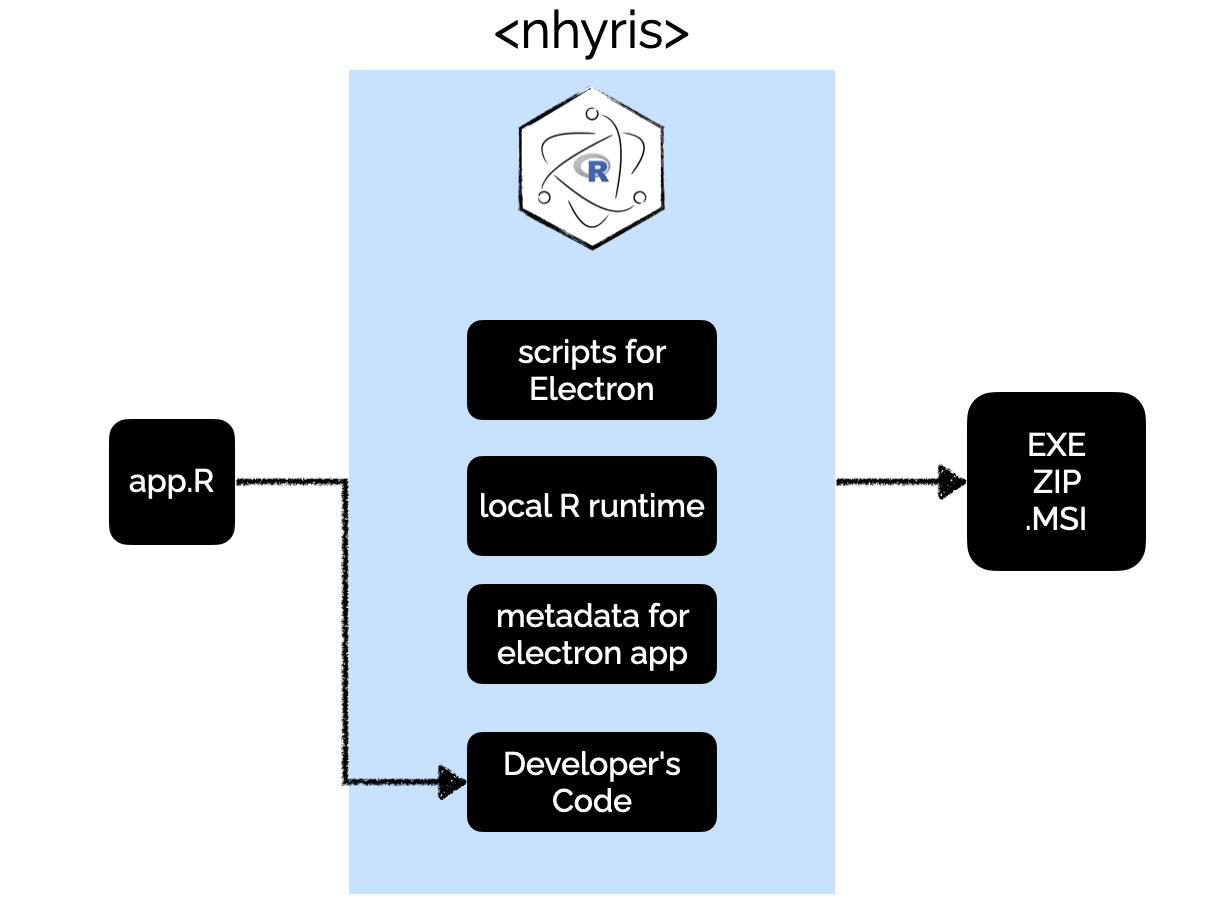 <nhyris>
R
scripts for
Electron
app.R
local R runtime
metadata for
electron app
Developer's
Code
EXE
ZIP
.MSI